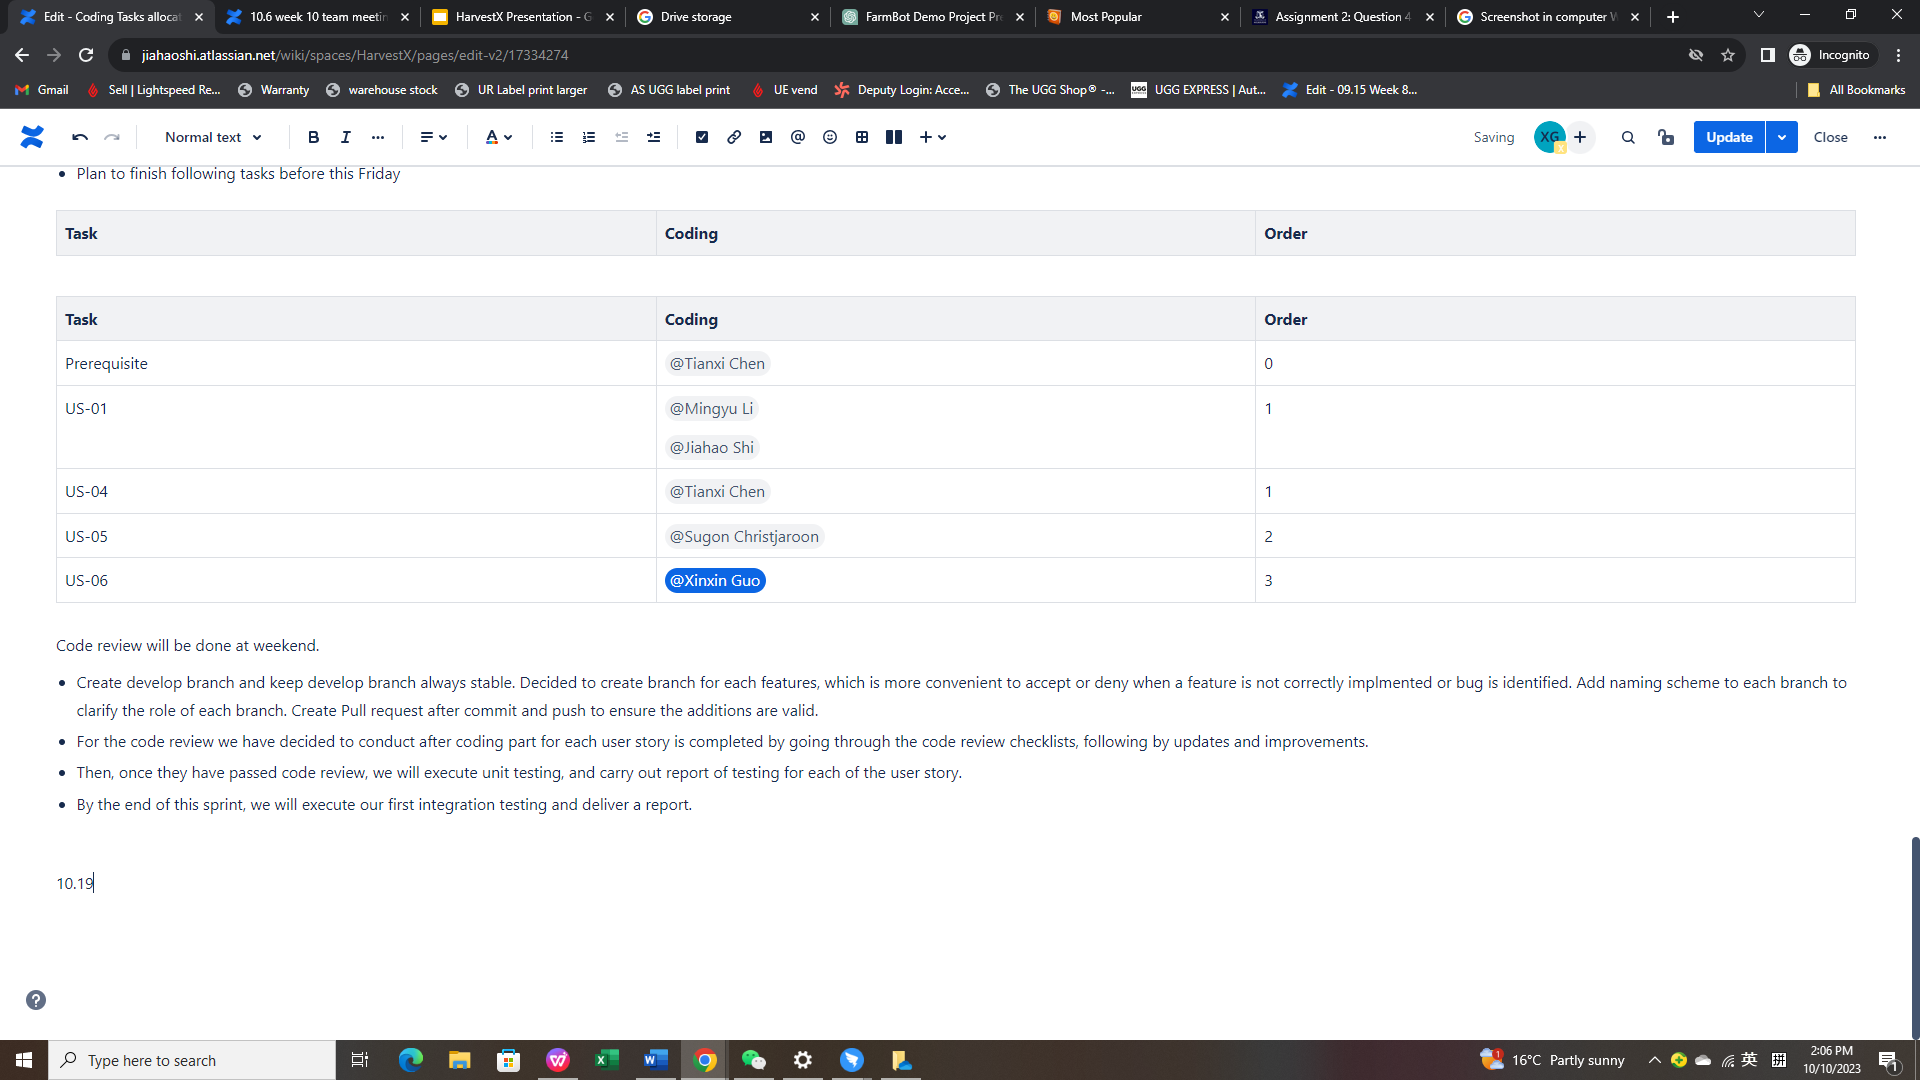 Edit - Coding Tasks allocat
10.6 week 10 team meetin
HarvestX Presentation - G
Drive storage
FarmBot Demo Project Pr
Most Popular
Assignment 2: Question 4
Screenshot in computer W
jiahaoshi.atlassian.net/wiki/spaces/HarvestX/pages/edit-v2/17334274
Incognito
Gmail
Sell | Lightspeed Re...
Warranty
warehouse stock
UR Label print larger
AS UGG label print
UE vend
Deputy Login: Acce...
The UGG Shop® -...
UGG EXPRESS | Aut...
Edit - 09.15 Week 8...
All Bookmarks
Normal text
B I
A
Saving
XG
Update
Close
Plan to finish following tasks before this Friday
Task Coding Order
Task Coding Order
Prerequisite @Tianxi Chen 0
US-01 @Mingyu Li 1
@Jiahao Shi
US-04 @Tianxi Chen 1
US-05 @Sugon Christjaroon 2
US-06 @Xinxin Guo 3
Code review will be done at weekend.
Create develop branch and keep develop branch always stable. Decided to create branch for each features, which is more convenient to accept or deny when a feature is not correctly implmented or bug is identified. Add naming scheme to each branch to
clarify the role of each branch. Create Pull request after commit and push to ensure the additions are valid.
For the code review we have decided to conduct after coding part for each user story is completed by going through the code review checklists, following by updates and improvements.
Then, once they have passed code review, we will execute unit testing, and carry out report of testing for each of the user story.
By the end of this sprint, we will execute our first integration testing and deliver a report.
10.19
Type here to search
16°C Partly sunny
英
拼
2:06 PM
10/10/2023